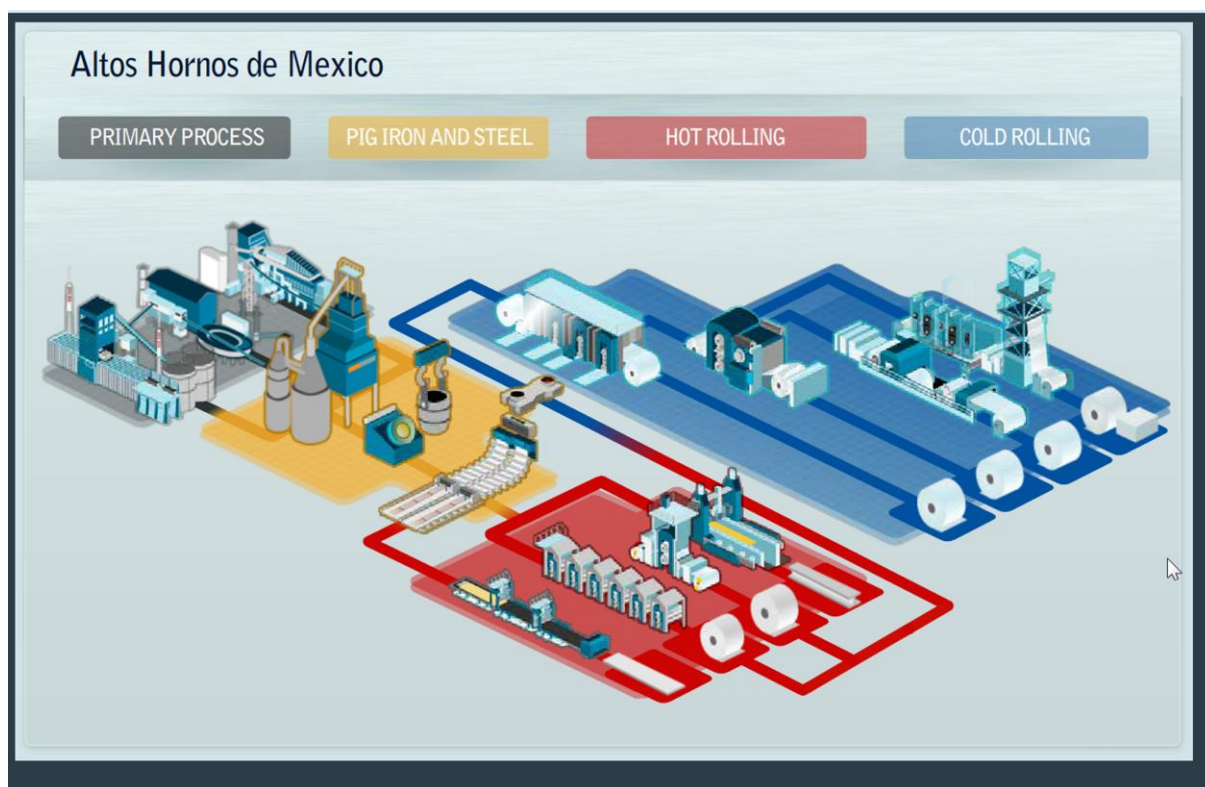 Altos Hornos de Mexico
PRIMARY PROCESS
PIG IRON AND STEEL
HOT ROLLING
COLD ROLLING